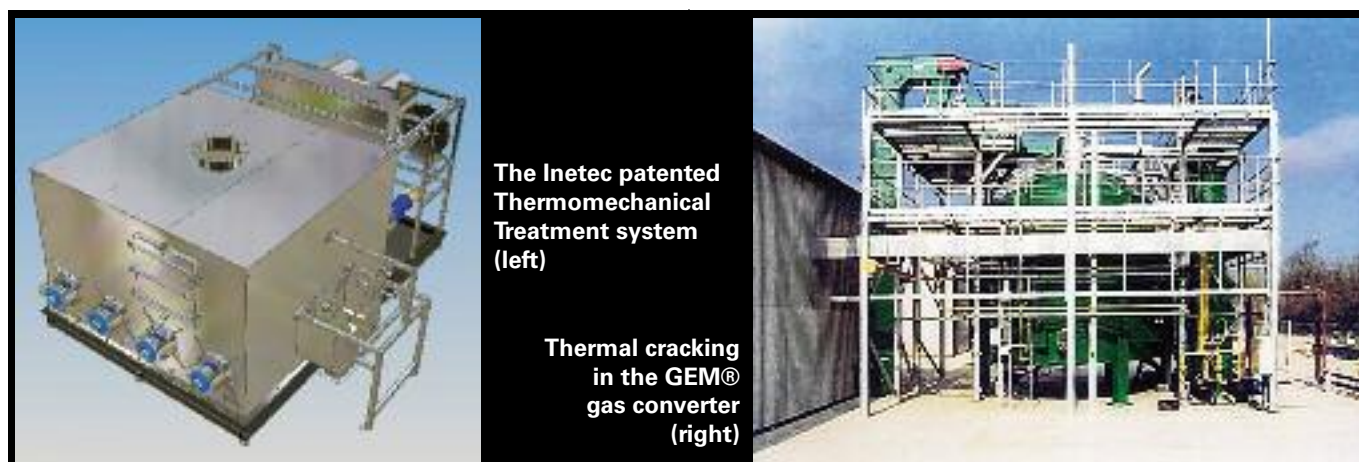 The Inetec patented
Thermomechanical
Treatment system
(left)
Thermal cracking
in the GEM®
gas converter
(right)